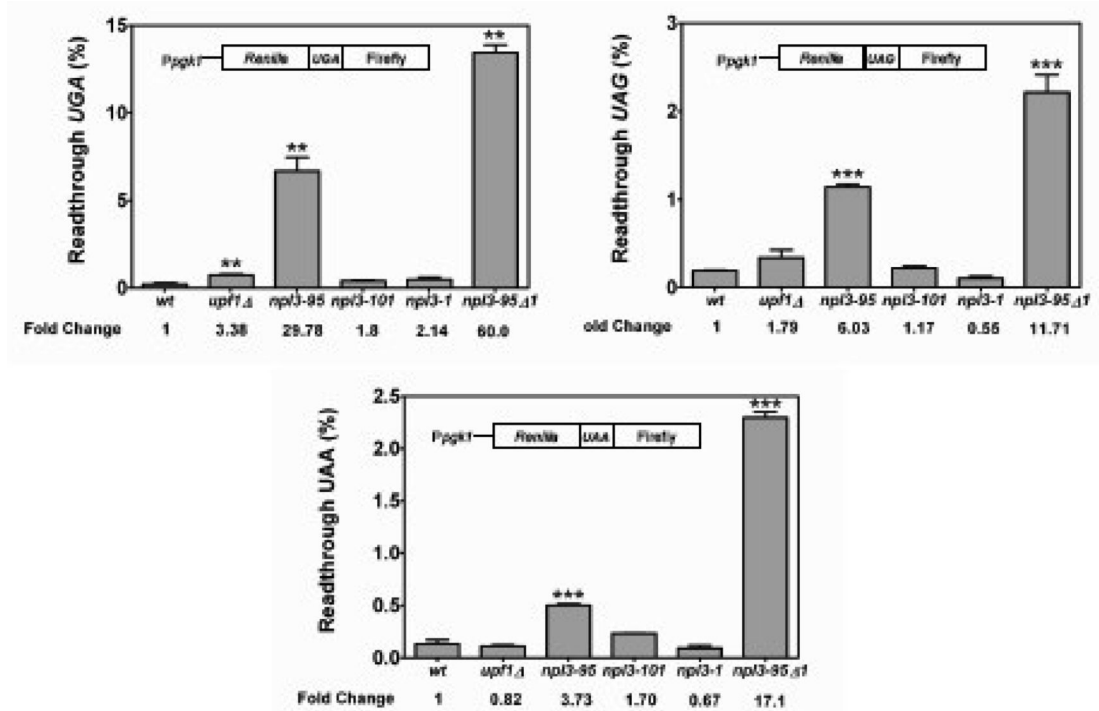 Readthrough UGA (%)
15
10
5
0
Ppgk1
Renilla
UGA
Firefly
**
**
**
wt upf1Δ npl3-95 npl3-101 npl3-1 npl3-95Δ1
Fold Change 1 3.38 29.78 1.8 2.14 60.0
Readthrough UAG (%)
3
2
1
0
Ppgk1
Renilla
UAG
Firefly
***
***
wt upf1Δ npl3-95 npl3-101 npl3-1 npl3-95Δ1
old Change 1 1.79 6.03 1.17 0.55 11.71
Readthrough UAA (%)
2.5
2.0
1.5
1.0
0.5
0.0
Ppgk1
Renilla
UAA
Firefly
***
***
wt upf1Δ npl3-95 npl3-101 npl3-1 npl3-95Δ1
Fold Change 1 0.82 3.73 1.70 0.67 17.1